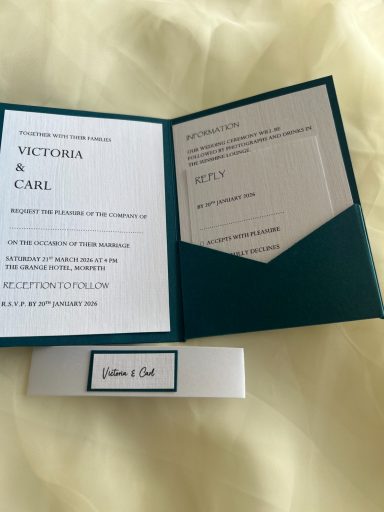 TOGETHER WITH THEIR FAMILIES
VICTORIA
&
CARL
REQUEST THE PLEASURE OF THE COMPANY OF
ON THE OCCASION OF THEIR MARRIAGE
SATURDAY 21ST MARCH 2026 AT 4 PM
THE GRANGE HOTEL, MORPETH
RECEPTION TO FOLLOW
R.S.V.P. BY 20TH JANUARY 2026
INFORMATION
OUR WEDDING CEREMONY WILL BE
FOLLOWED BY PHOTOGRAPHS AND DRINKS IN
THE SUNSHINE LOUNGE.
REPLY
BY 20TH JANUARY 2026
ACCEPTS WITH PLEASURE
DECLINES
Victoria & Carl